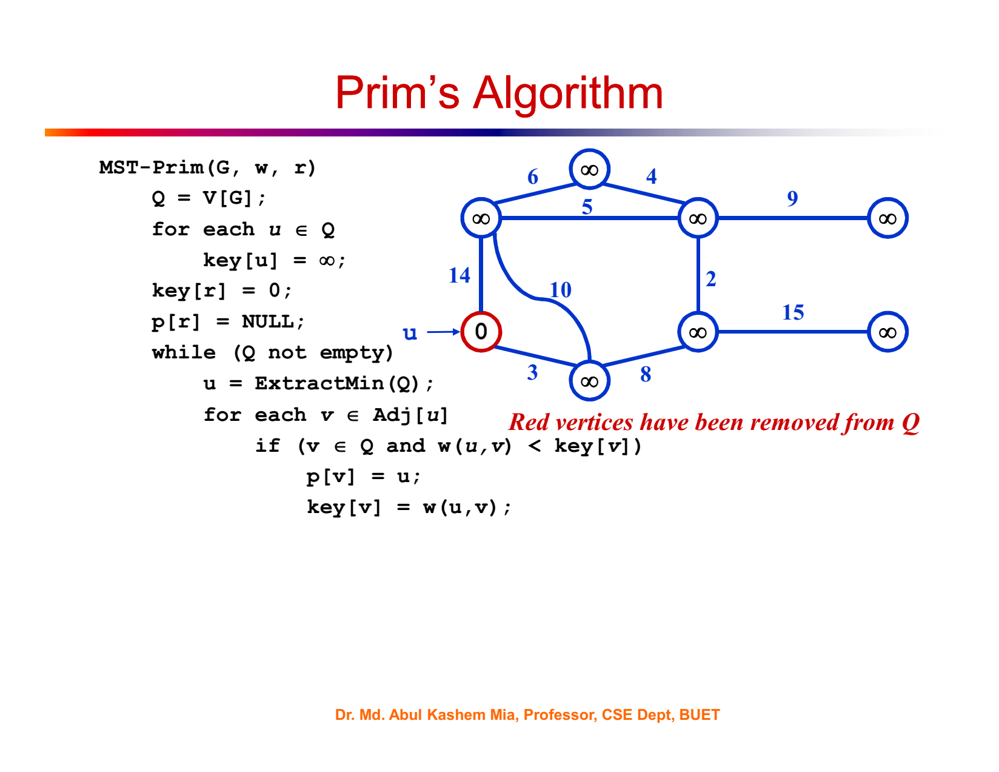 Prim’s Algorithm
MST-Prim(G, w, r)
Q = V[G];
for each u ∈ Q
key[u] = ∞;
key[r] = 0;
p[r] = NULL;
while (Q not empty)
u = ExtractMin(Q);
for each v ∈ Adj[u]
if (v ∈ Q and w(u,v) < key[v])
p[v] = u;
key[v] = w(u,v);
∞
6
4
5
9
∞
∞
∞
14
10
2
15
u
0
∞
∞
3
8
∞
Red vertices have been removed from Q
Dr. Md. Abul Kashem Mia, Professor, CSE Dept, BUET